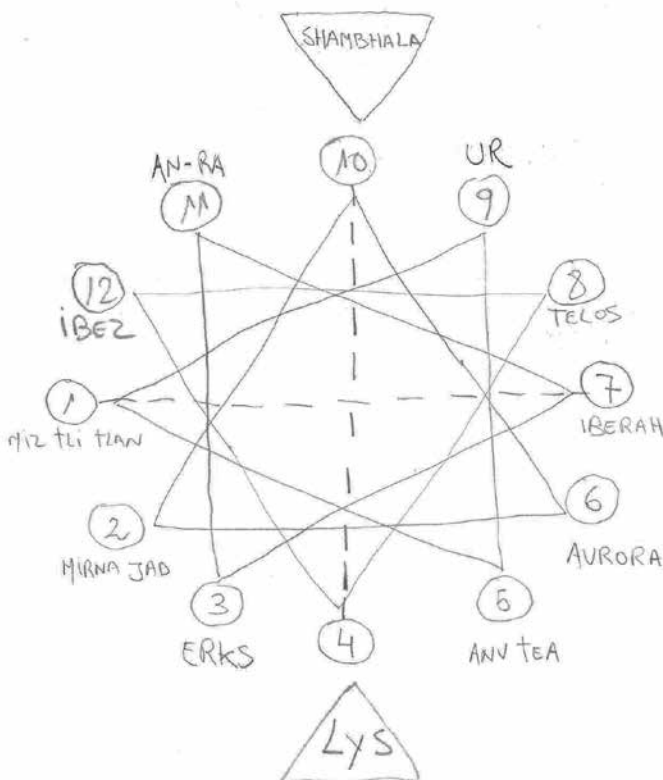 SHAMBHALA
10
AN-RA
11
UR
9
12
IBEZ
8
TELOS
1
MIZ TLI TLAN
7
IBERAH
2
MIRNA JAD
6
AURORA
3
ERKS
4
5
ANU TEA
LyS